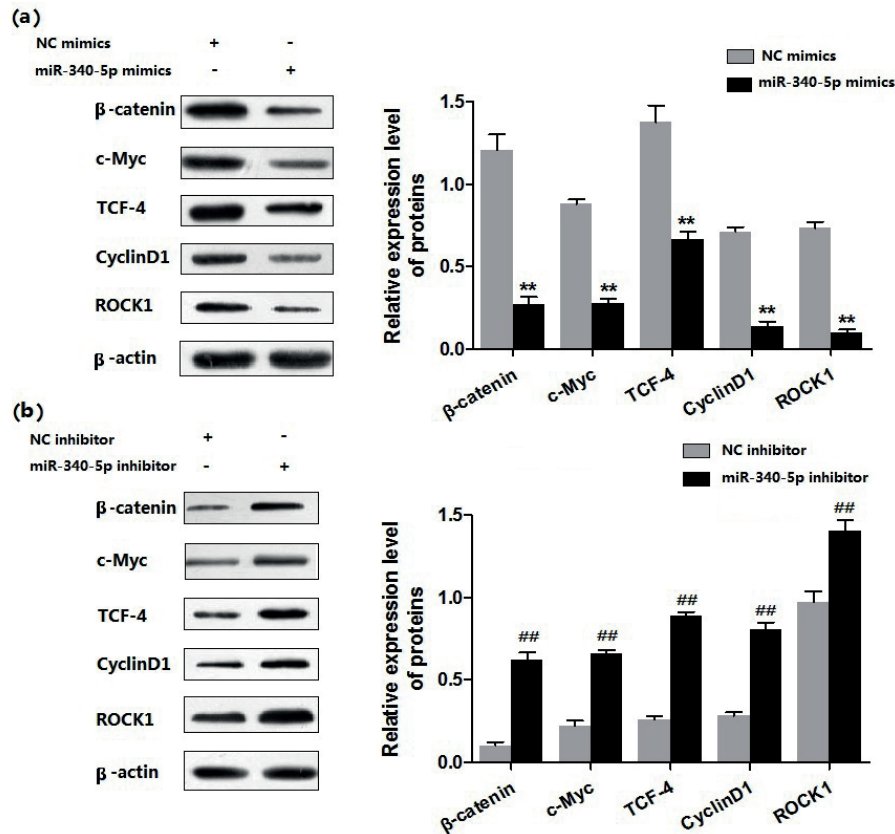 (a)
NC mimics + -
miR-340-5p mimics - +
β-catenin
c-Myc
TCF-4
CyclinD1
ROCK1
β-actin
NC mimics
miR-340-5p mimics
Relative expression level
of proteins
1.5
1.0
0.5
0.0
** ** ** ** **
β-catenin c-Myc TCF-4 CyclinD1 ROCK1
(b)
NC inhibitor + -
miR-340-5p inhibitor - +
β-catenin
c-Myc
TCF-4
CyclinD1
ROCK1
β-actin
NC inhibitor
miR-340-5p inhibitor
Relative expression level
of proteins
1.5
1.0
0.5
0.0
## ## ## ## ##
β-catenin c-Myc TCF-4 CyclinD1 ROCK1